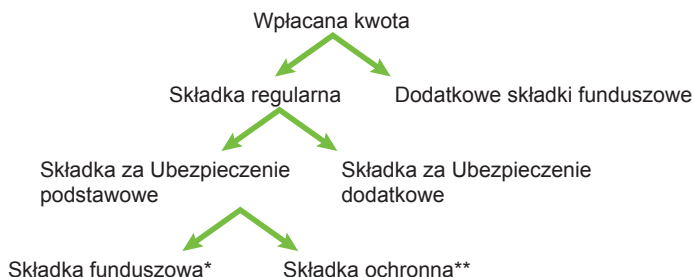 Wpłacana kwota
Składka regularna
Dodatkowe składki funduszowe
Składka za Ubezpieczenie
podstawowe
Składka za Ubezpieczenie
dodatkowe
Składka funduszowa*
Składka ochronna**